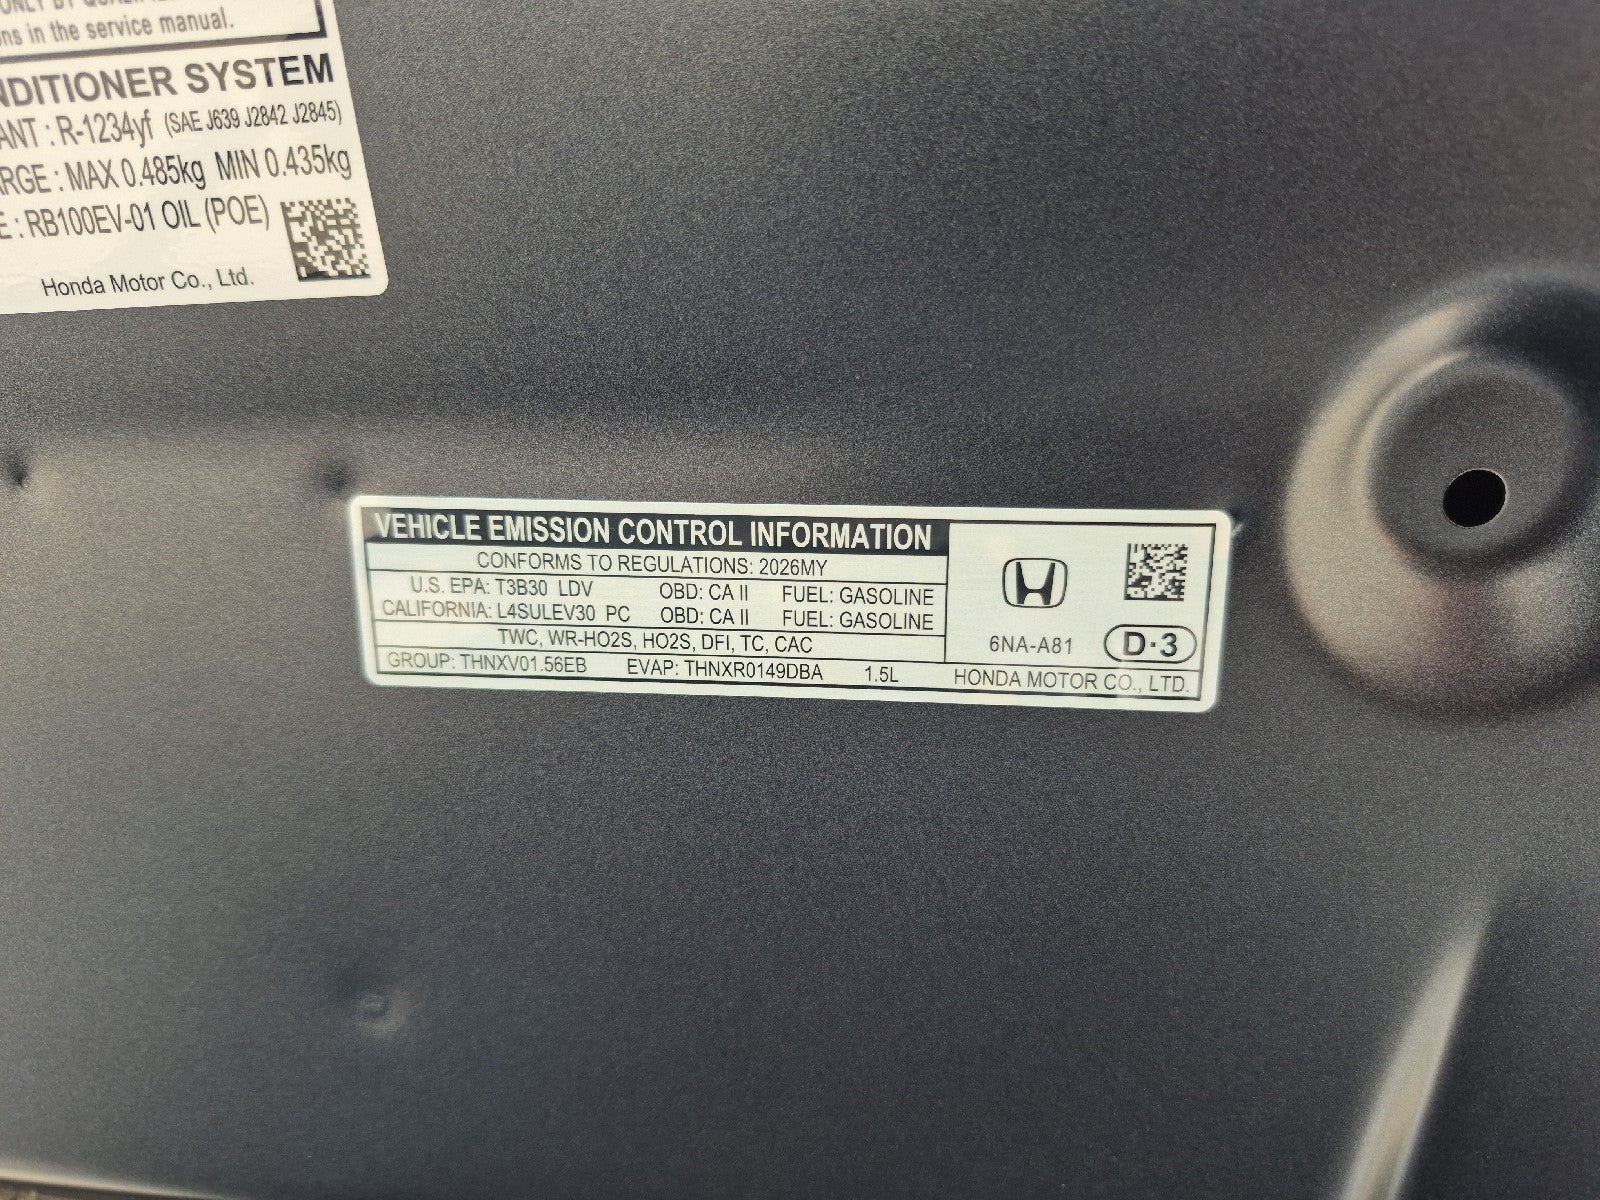 ns in the service manual.
NDITIONER SYSTEM
ANT : R-1234yf (SAE J639 J2842 J2845)
RGE : MAX 0.485kg MIN 0.435kg
E : RB100EV-01 OIL (POE)
Honda Motor Co., Ltd.
VEHICLE EMISSION CONTROL INFORMATION
CONFORMS TO REGULATIONS: 2026MY
U.S. EPA: T3B30 LDV OBD: CA II FUEL: GASOLINE
CALIFORNIA: L4SULEV30 PC OBD: CA II FUEL: GASOLINE
TWC, WR-HO2S, HO2S, DFI, TC, CAC
GROUP: THNXV01.56EB EVAP: THNXR0149DBA 1.5L
6NA-A81 D·3
HONDA MOTOR CO., LTD.